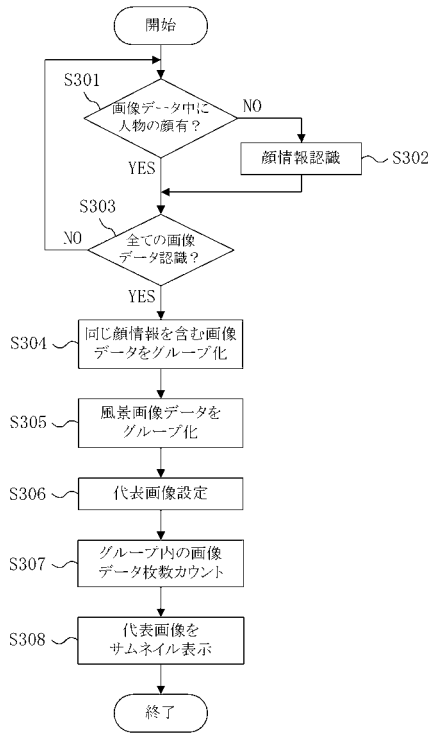 開始
S301
画像データ中に
人物の顔有？
NO
YES
顔情報認識
S302
S303
全ての画像
データ認識？
NO
YES
S304
同じ顔情報を含む画像
データをグループ化
S305
風景画像データを
グループ化
S306
代表画像設定
S307
グループ内の画像
データ枚数カウント
S308
代表画像を
サムネイル表示
終了